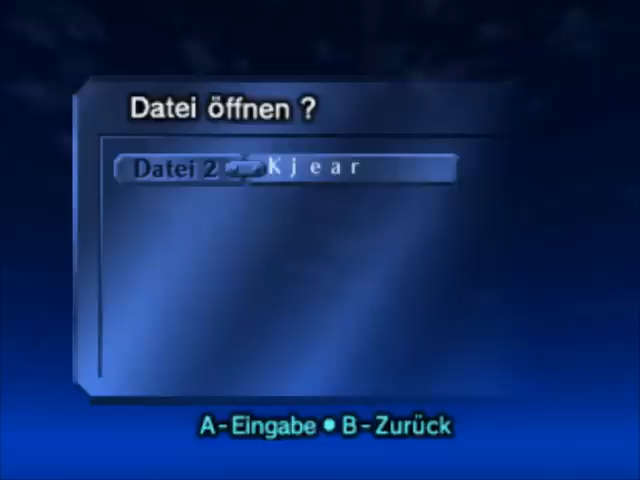 Datei öffnen ?
Datei 2 Kjear
A-Eingabe • B-Zurück